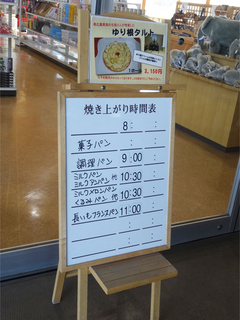 ゆり根タルト
焼き上がり時間表
8：　：
菓子パン　：　：
調理パン　9：00　：
ミルクパン
ミルクアンパン 他　10：30　：
ミルクメロンパン
くるみパン 他　10：30　：
長いもフランスパン　11：00　：
：　：
：　：